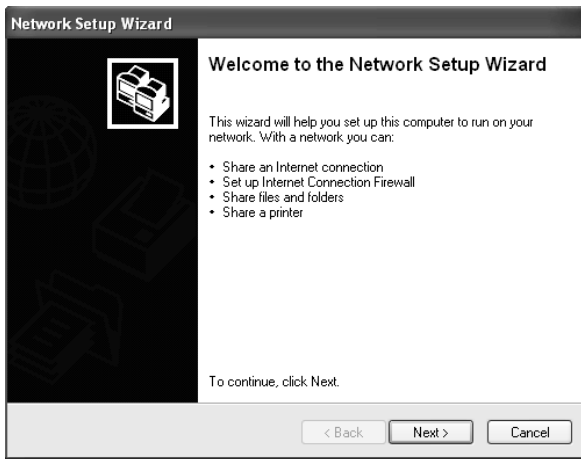 Network Setup Wizard
Welcome to the Network Setup Wizard
This wizard will help you set up this computer to run on your
network. With a network you can:
• Share an Internet connection
• Set up Internet Connection Firewall
• Share files and folders
• Share a printer
To continue, click Next.
< Back Next > Cancel